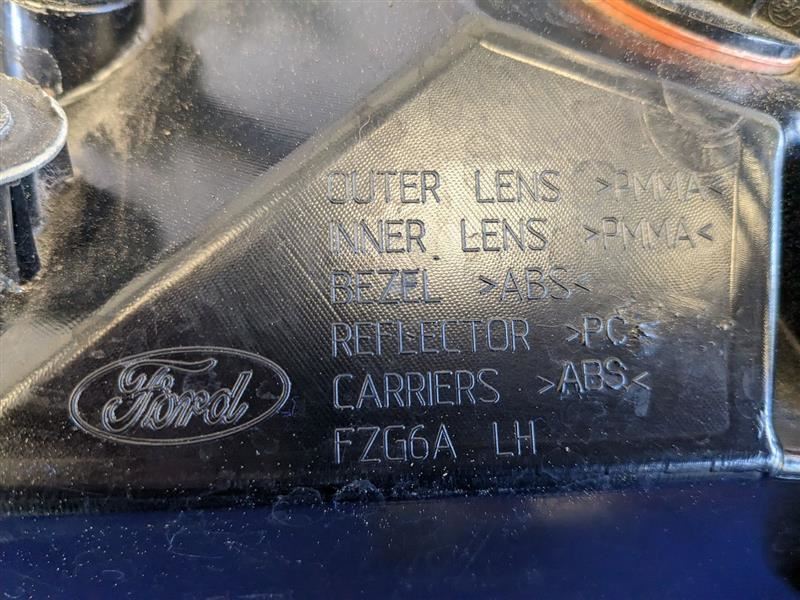 OUTER LENS >PMMA<
INNER LENS >PMMA<
BEZEL >ABS<
REFLECTOR >PC<
CARRIERS >ABS<
FZG6A LH
Ford